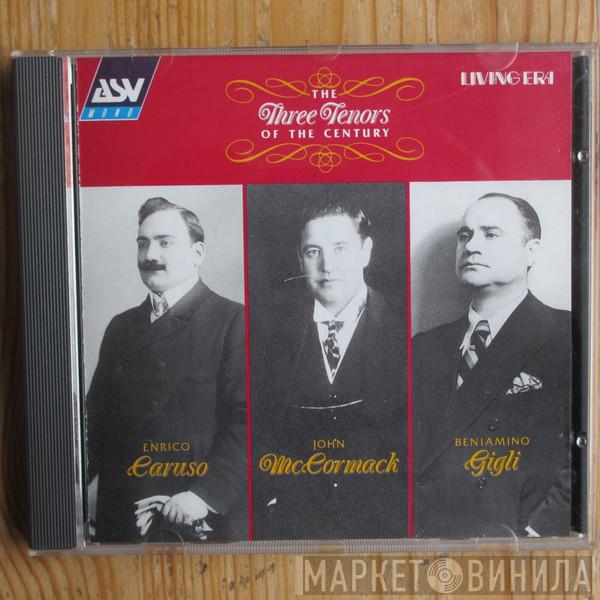 ASV
MONO
LIVING ERA
THE
Three Tenors
OF THE CENTURY
ENRICO
Caruso
JOHN
McCormack
BENIAMINO
Gigli
МАРКЕТ ВИНИЛА